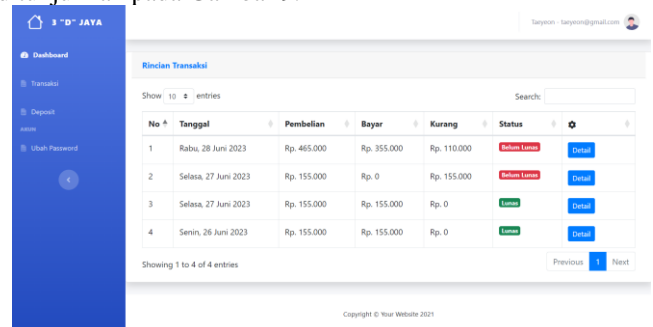 3 "D" JAYA
Saryeon - Saryeon@gmail.com
Dashboard
Transaksi
Deposit
AKUN
Ubah Password
Rincian Transaksi
Show 10 entries
Search:
No Tanggal Pembelian Bayar Kurang Status
1 Rabu, 28 Juni 2023 Rp. 465.000 Rp. 355.000 Rp. 110.000 Belum Lunas Detail
2 Selasa, 27 Juni 2023 Rp. 155.000 Rp. 0 Rp. 155.000 Belum Lunas Detail
3 Selasa, 27 Juni 2023 Rp. 155.000 Rp. 155.000 Rp. 0 Lunas Detail
4 Senin, 26 Juni 2023 Rp. 155.000 Rp. 155.000 Rp. 0 Lunas Detail
Showing 1 to 4 of 4 entries
Previous 1 Next
Copyright © Your Website 2021